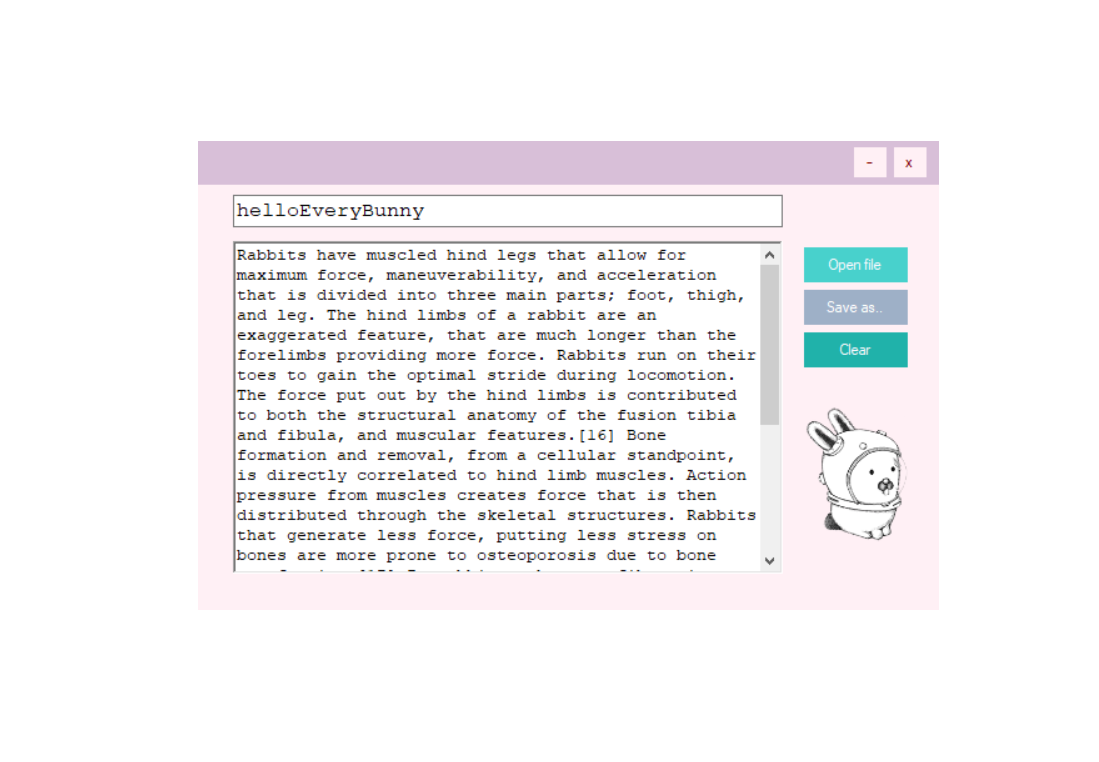 - x
helloEveryBunny
Rabbits have muscled hind legs that allow for
maximum force, maneuverability, and acceleration
that is divided into three main parts; foot, thigh,
and leg. The hind limbs of a rabbit are an
exaggerated feature, that are much longer than the
forelimbs providing more force. Rabbits run on their
toes to gain the optimal stride during locomotion.
The force put out by the hind limbs is contributed
to both the structural anatomy of the fusion tibia
and fibula, and muscular features.[16] Bone
formation and removal, from a cellular standpoint,
is directly correlated to hind limb muscles. Action
pressure from muscles creates force that is then
distributed through the skeletal structures. Rabbits
that generate less force, putting less stress on
bones are more prone to osteoporosis due to bone
Open file
Save as..
Clear